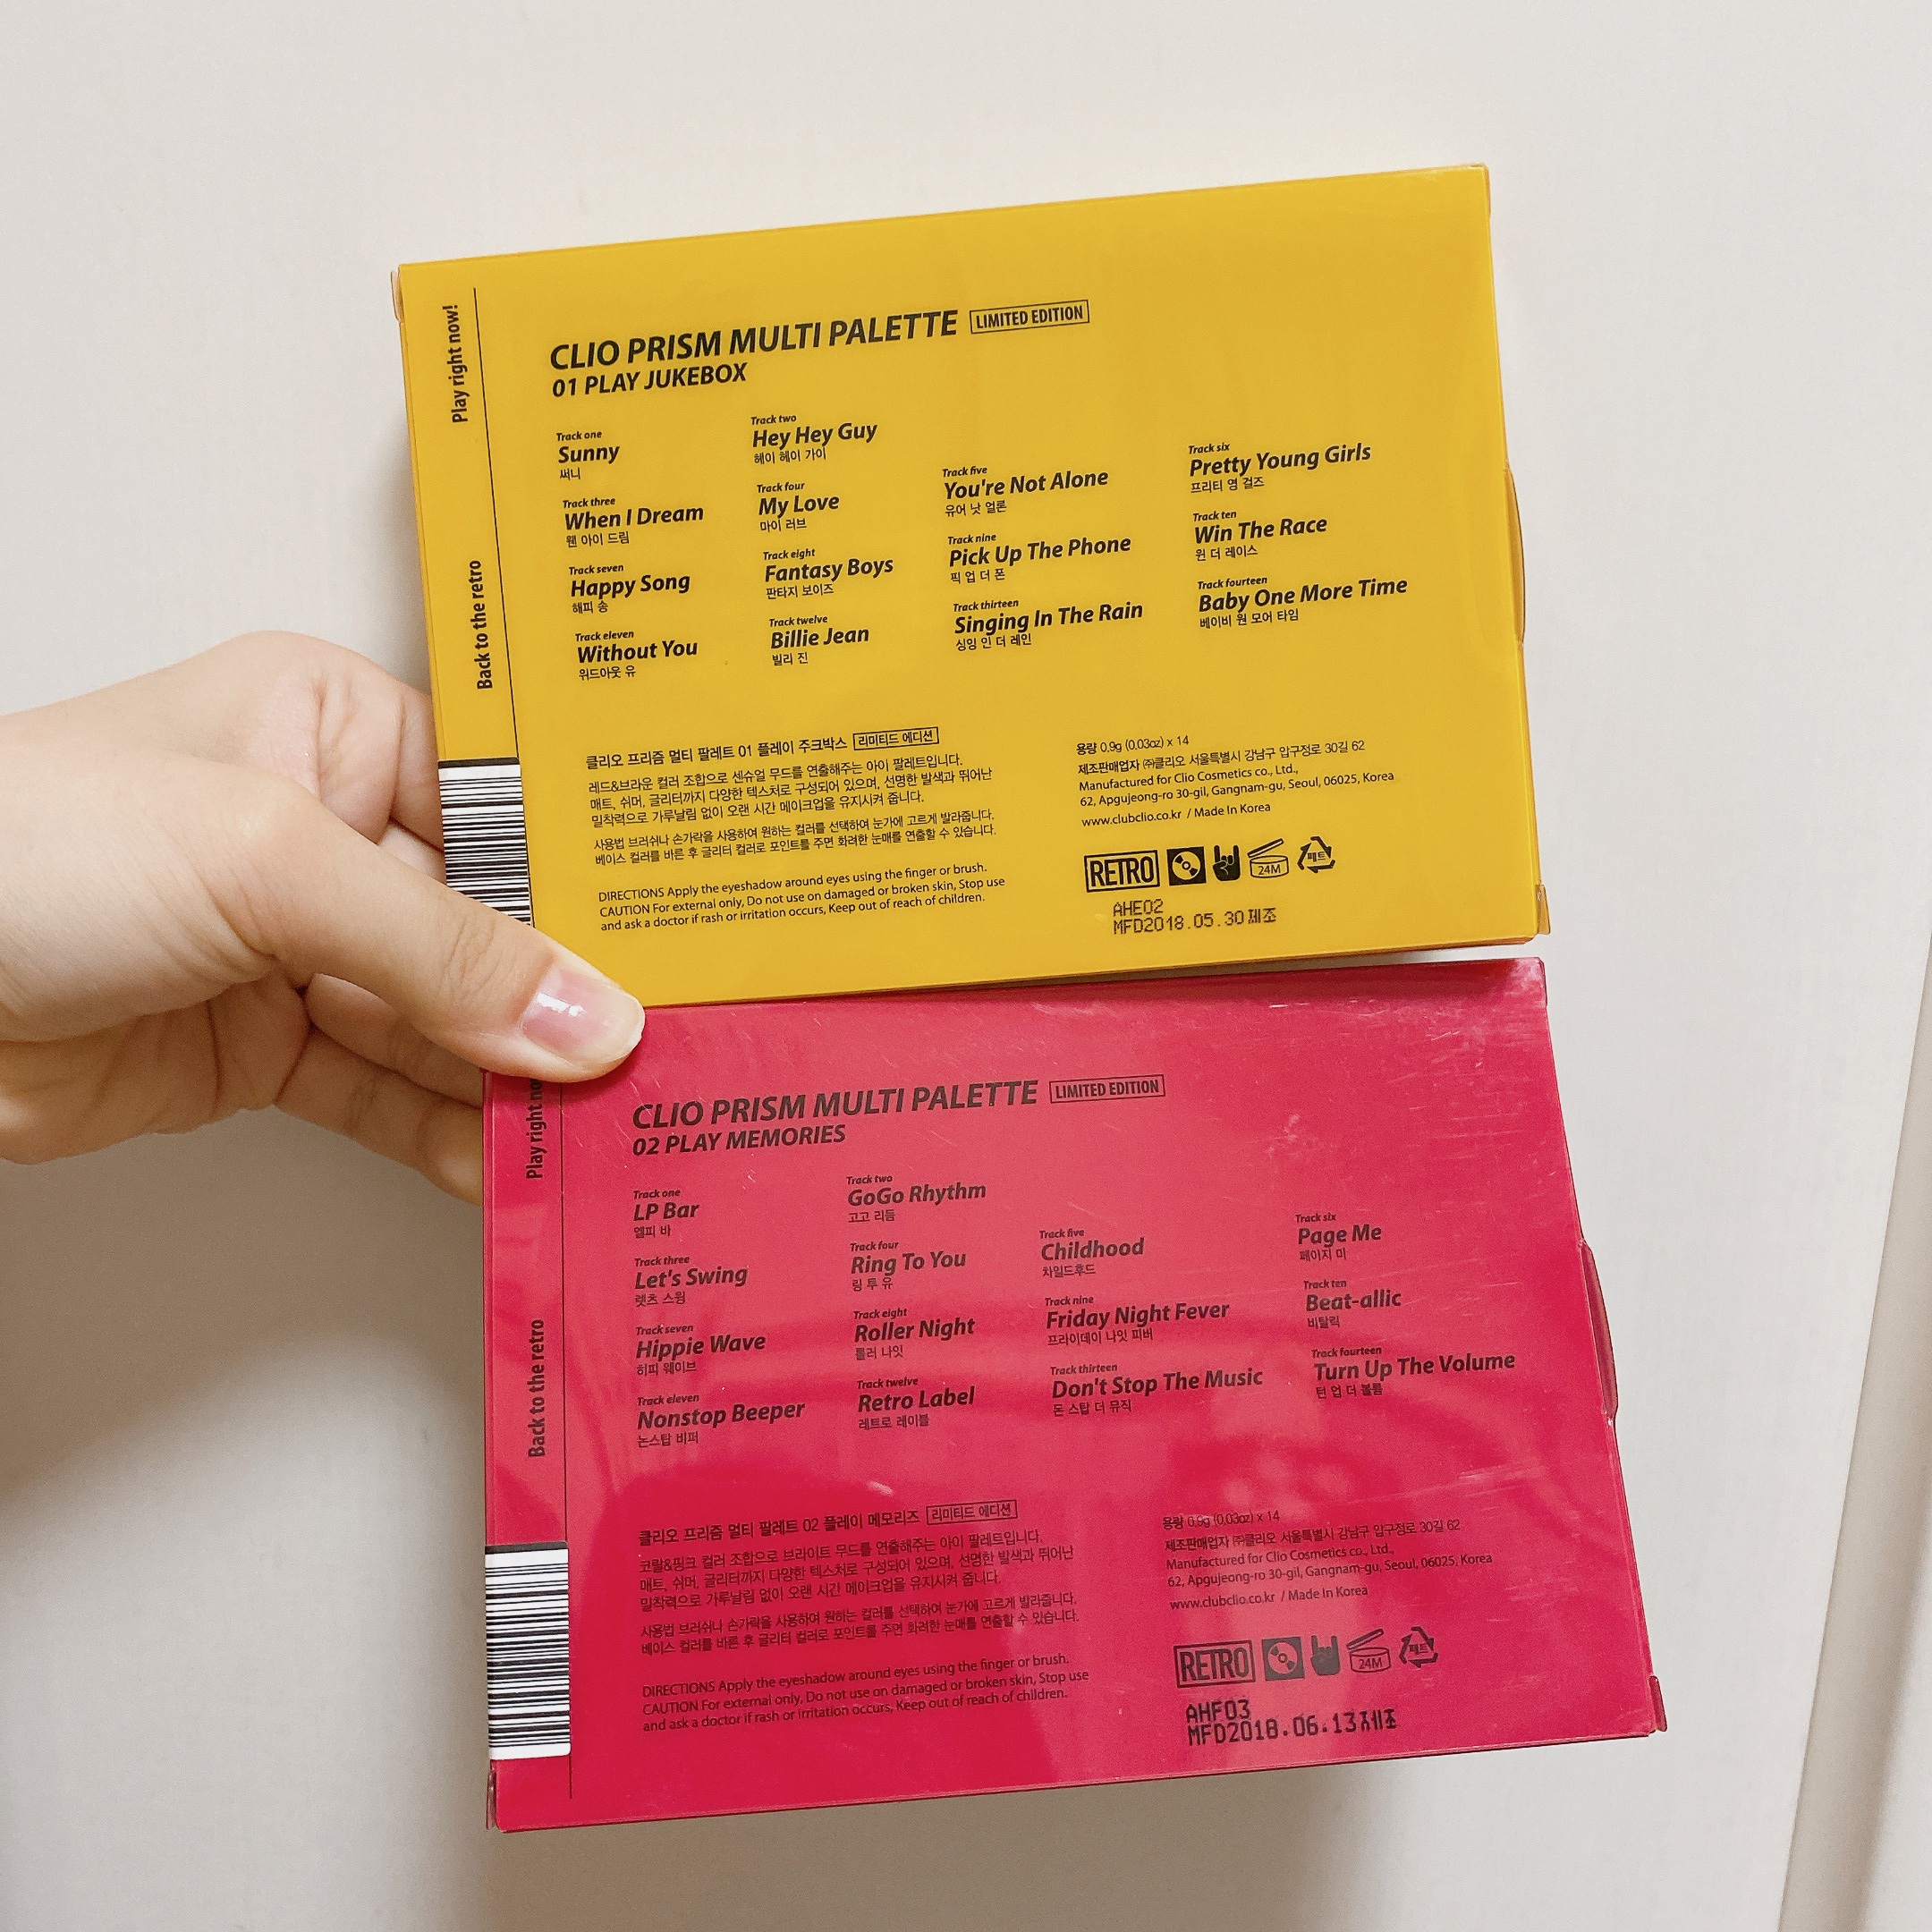 Play right now!
Back to the retro
CLIO PRISM MULTI PALETTE LIMITED EDITION
01 PLAY JUKEBOX
Track one
Sunny
써니
Track two
Hey Hey Guy
헤이 헤이 가이
Track three
When I Dream
웬 아이 드림
Track four
My Love
마이 러브
Track five
You're Not Alone
유어 낫 얼론
Track six
Pretty Young Girls
프리티 영 걸즈
Track seven
Happy Song
해피 송
Track eight
Fantasy Boys
판타지 보이즈
Track nine
Pick Up The Phone
픽 업 더 폰
Track ten
Win The Race
윈 더 레이스
Track eleven
Without You
위드아웃 유
Track twelve
Billie Jean
빌리 진
Track thirteen
Singing In The Rain
싱잉 인 더 레인
Track fourteen
Baby One More Time
베이비 원 모어 타임
클리오 프리즘 멀티 팔레트 01 플레이 주크박스 리미티드 에디션
레드&브라운 컬러 조합으로 센슈얼 무드를 연출해주는 아이 팔레트입니다.
매트, 쉬머, 글리터까지 다양한 텍스처로 구성되어 있으며, 선명한 발색과 뛰어난
밀착력으로 가루날림 없이 오랜 시간 메이크업을 유지시켜 줍니다.
사용법 브러쉬나 손가락을 사용하여 원하는 컬러를 선택하여 눈가에 고르게 발라줍니다.
베이스 컬러를 바른 후 글리터 컬러로 포인트를 주면 화려한 눈매를 연출할 수 있습니다.
DIRECTIONS Apply the eyeshadow around eyes using the finger or brush.
CAUTION For external only, Do not use on damaged or broken skin, Stop use
and ask a doctor if rash or irritation occurs, Keep out of reach of children.
용량 0.9g (0.03oz) x 14
제조판매업자 ㈜클리오 서울특별시 강남구 압구정로 30길 62
Manufactured for Clio Cosmetics co., Ltd.,
62, Apgujeong-ro 30-gil, Gangnam-gu, Seoul, 06025, Korea
www.clubclio.co.kr / Made In Korea
RETRO 24M 페트
AHE02
MFD2018.05.30제조
Play right no
Back to the retro
CLIO PRISM MULTI PALETTE LIMITED EDITION
02 PLAY MEMORIES
Track one
LP Bar
엘피 바
Track two
GoGo Rhythm
고고 리듬
Track three
Let's Swing
렛츠 스윙
Track four
Ring To You
링 투 유
Track five
Childhood
차일드후드
Track six
Page Me
페이지 미
Track seven
Hippie Wave
히피 웨이브
Track eight
Roller Night
롤러 나잇
Track nine
Friday Night Fever
프라이데이 나잇 피버
Track ten
Beat-allic
비탈릭
Track eleven
Nonstop Beeper
논스탑 비퍼
Track twelve
Retro Label
레트로 레이블
Track thirteen
Don't Stop The Music
돈 스탑 더 뮤직
Track fourteen
Turn Up The Volume
턴 업 더 볼륨
클리오 프리즘 멀티 팔레트 02 플레이 메모리즈 리미티드 에디션
코랄&핑크 컬러 조합으로 브라이트 무드를 연출해주는 아이 팔레트입니다.
매트, 쉬머, 글리터까지 다양한 텍스처로 구성되어 있으며, 선명한 발색과 뛰어난
밀착력으로 가루날림 없이 오랜 시간 메이크업을 유지시켜 줍니다.
사용법 브러쉬나 손가락을 사용하여 원하는 컬러를 선택하여 눈가에 고르게 발라줍니다.
베이스 컬러를 바른 후 글리터 컬러로 포인트를 주면 화려한 눈매를 연출할 수 있습니다.
DIRECTIONS Apply the eyeshadow around eyes using the finger or brush.
CAUTION For external only, Do not use on damaged or broken skin, Stop use
and ask a doctor if rash or irritation occurs, Keep out of reach of children.
용량 0.9g (0.03oz) x 14
제조판매업자 ㈜클리오 서울특별시 강남구 압구정로 30길 62
Manufactured for Clio Cosmetics co., Ltd.,
62, Apgujeong-ro 30-gil, Gangnam-gu, Seoul, 06025, Korea
www.clubclio.co.kr / Made In Korea
RETRO 24M 페트
AHF03
MFD2018.06.13제조